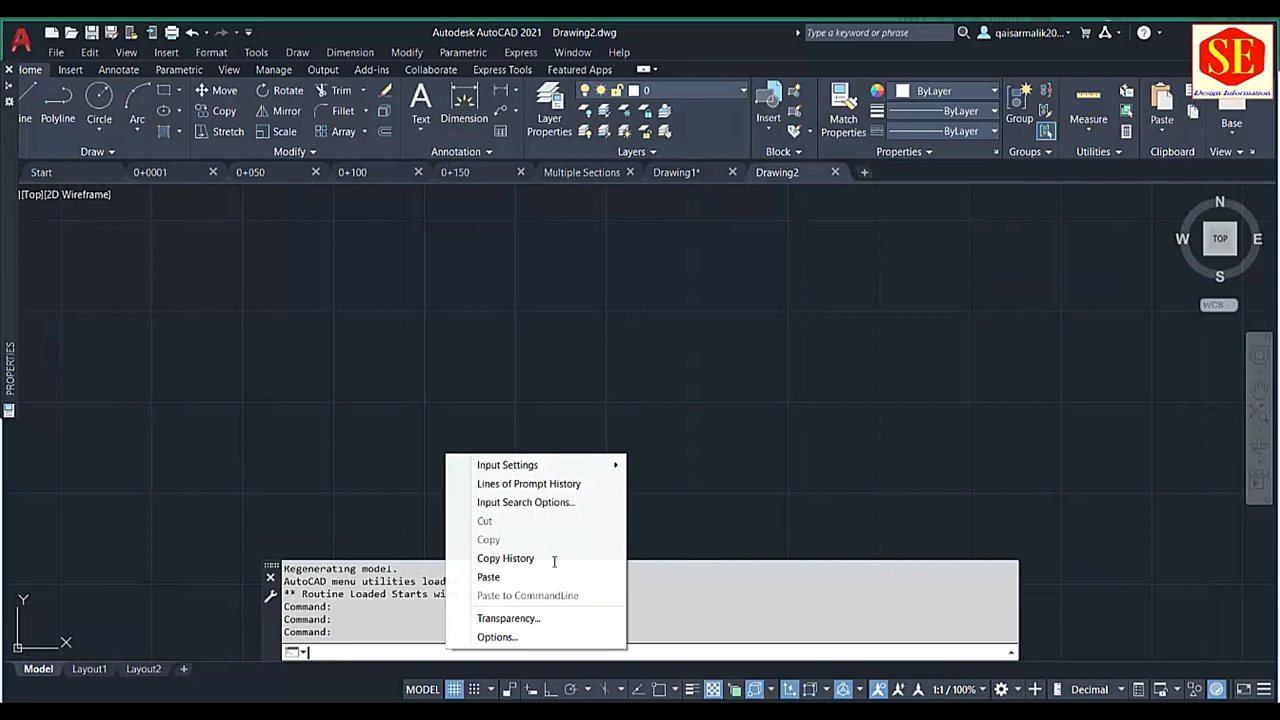 Autodesk AutoCAD 2021 Drawing2.dwg
Type a keyword or phrase
qaisarmalik20...
SE
Design Information
File Edit View Insert Format Tools Draw Dimension Modify Parametric Express Window Help
Home Insert Annotate Parametric View Manage Output Add-ins Collaborate Express Tools Featured Apps
Move Rotate Trim
Copy Mirror Fillet
Stretch Scale Array
Polyline Circle Arc
Text Dimension
Layer Properties
0
Insert
Match Properties
ByLayer
ByLayer
ByLayer
Group
Measure
Paste
Base
Draw Modify Annotation Layers Block Properties Groups Utilities Clipboard View
Start 0+0001 0+050 0+100 0+150 Multiple Sections Drawing1* Drawing2
][Top][2D Wireframe]
N
W TOP E
S
WCS
PROPERTIES
Input Settings
Lines of Prompt History
Input Search Options...
Cut
Copy
Copy History
Paste
Paste to CommandLine
Transparency...
Options...
Regenerating model.
AutoCAD menu utilities loa
** Routine Loaded Starts with
Command:
Command:
Command:
Y
X
Model Layout1 Layout2
MODEL 1:1 / 100% Decimal